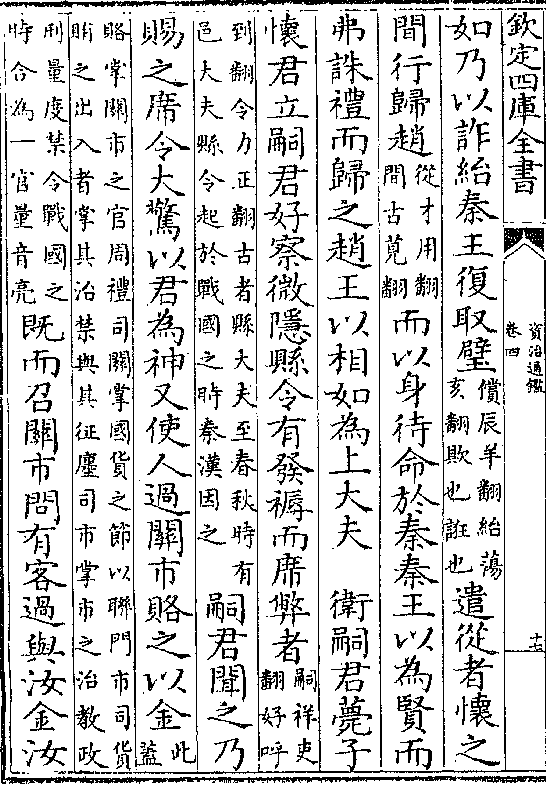 欽定四庫全書 資治通鑑 卷四 十七
如乃以詐紿秦王復取璧償辰羊翻紿蕩亥翻欺也誑也遣從者懷之
間行歸趙從才用翻間古莧翻而以身待命於秦秦王以為賢而
弗誅禮而歸之趙王以相如為上大夫 衛嗣君薨子
懷君立嗣君好察微隱縣令有發褥而席弊者嗣祥吏翻好呼
到翻令力正翻古者縣大夫至春秋時有邑大夫縣令起於戰國之時秦漢因之嗣君聞之乃
賜之席令大驚以君為神又使人過關市賂之以金此蓋
賂掌關市之官周禮司關掌國貨之節以聯門市司貨賄之出入者掌其治禁與其征廛司市掌市之治教政
刑量度禁令戰國之時合為一官量音亮既而召關市問有客過與汝金汝